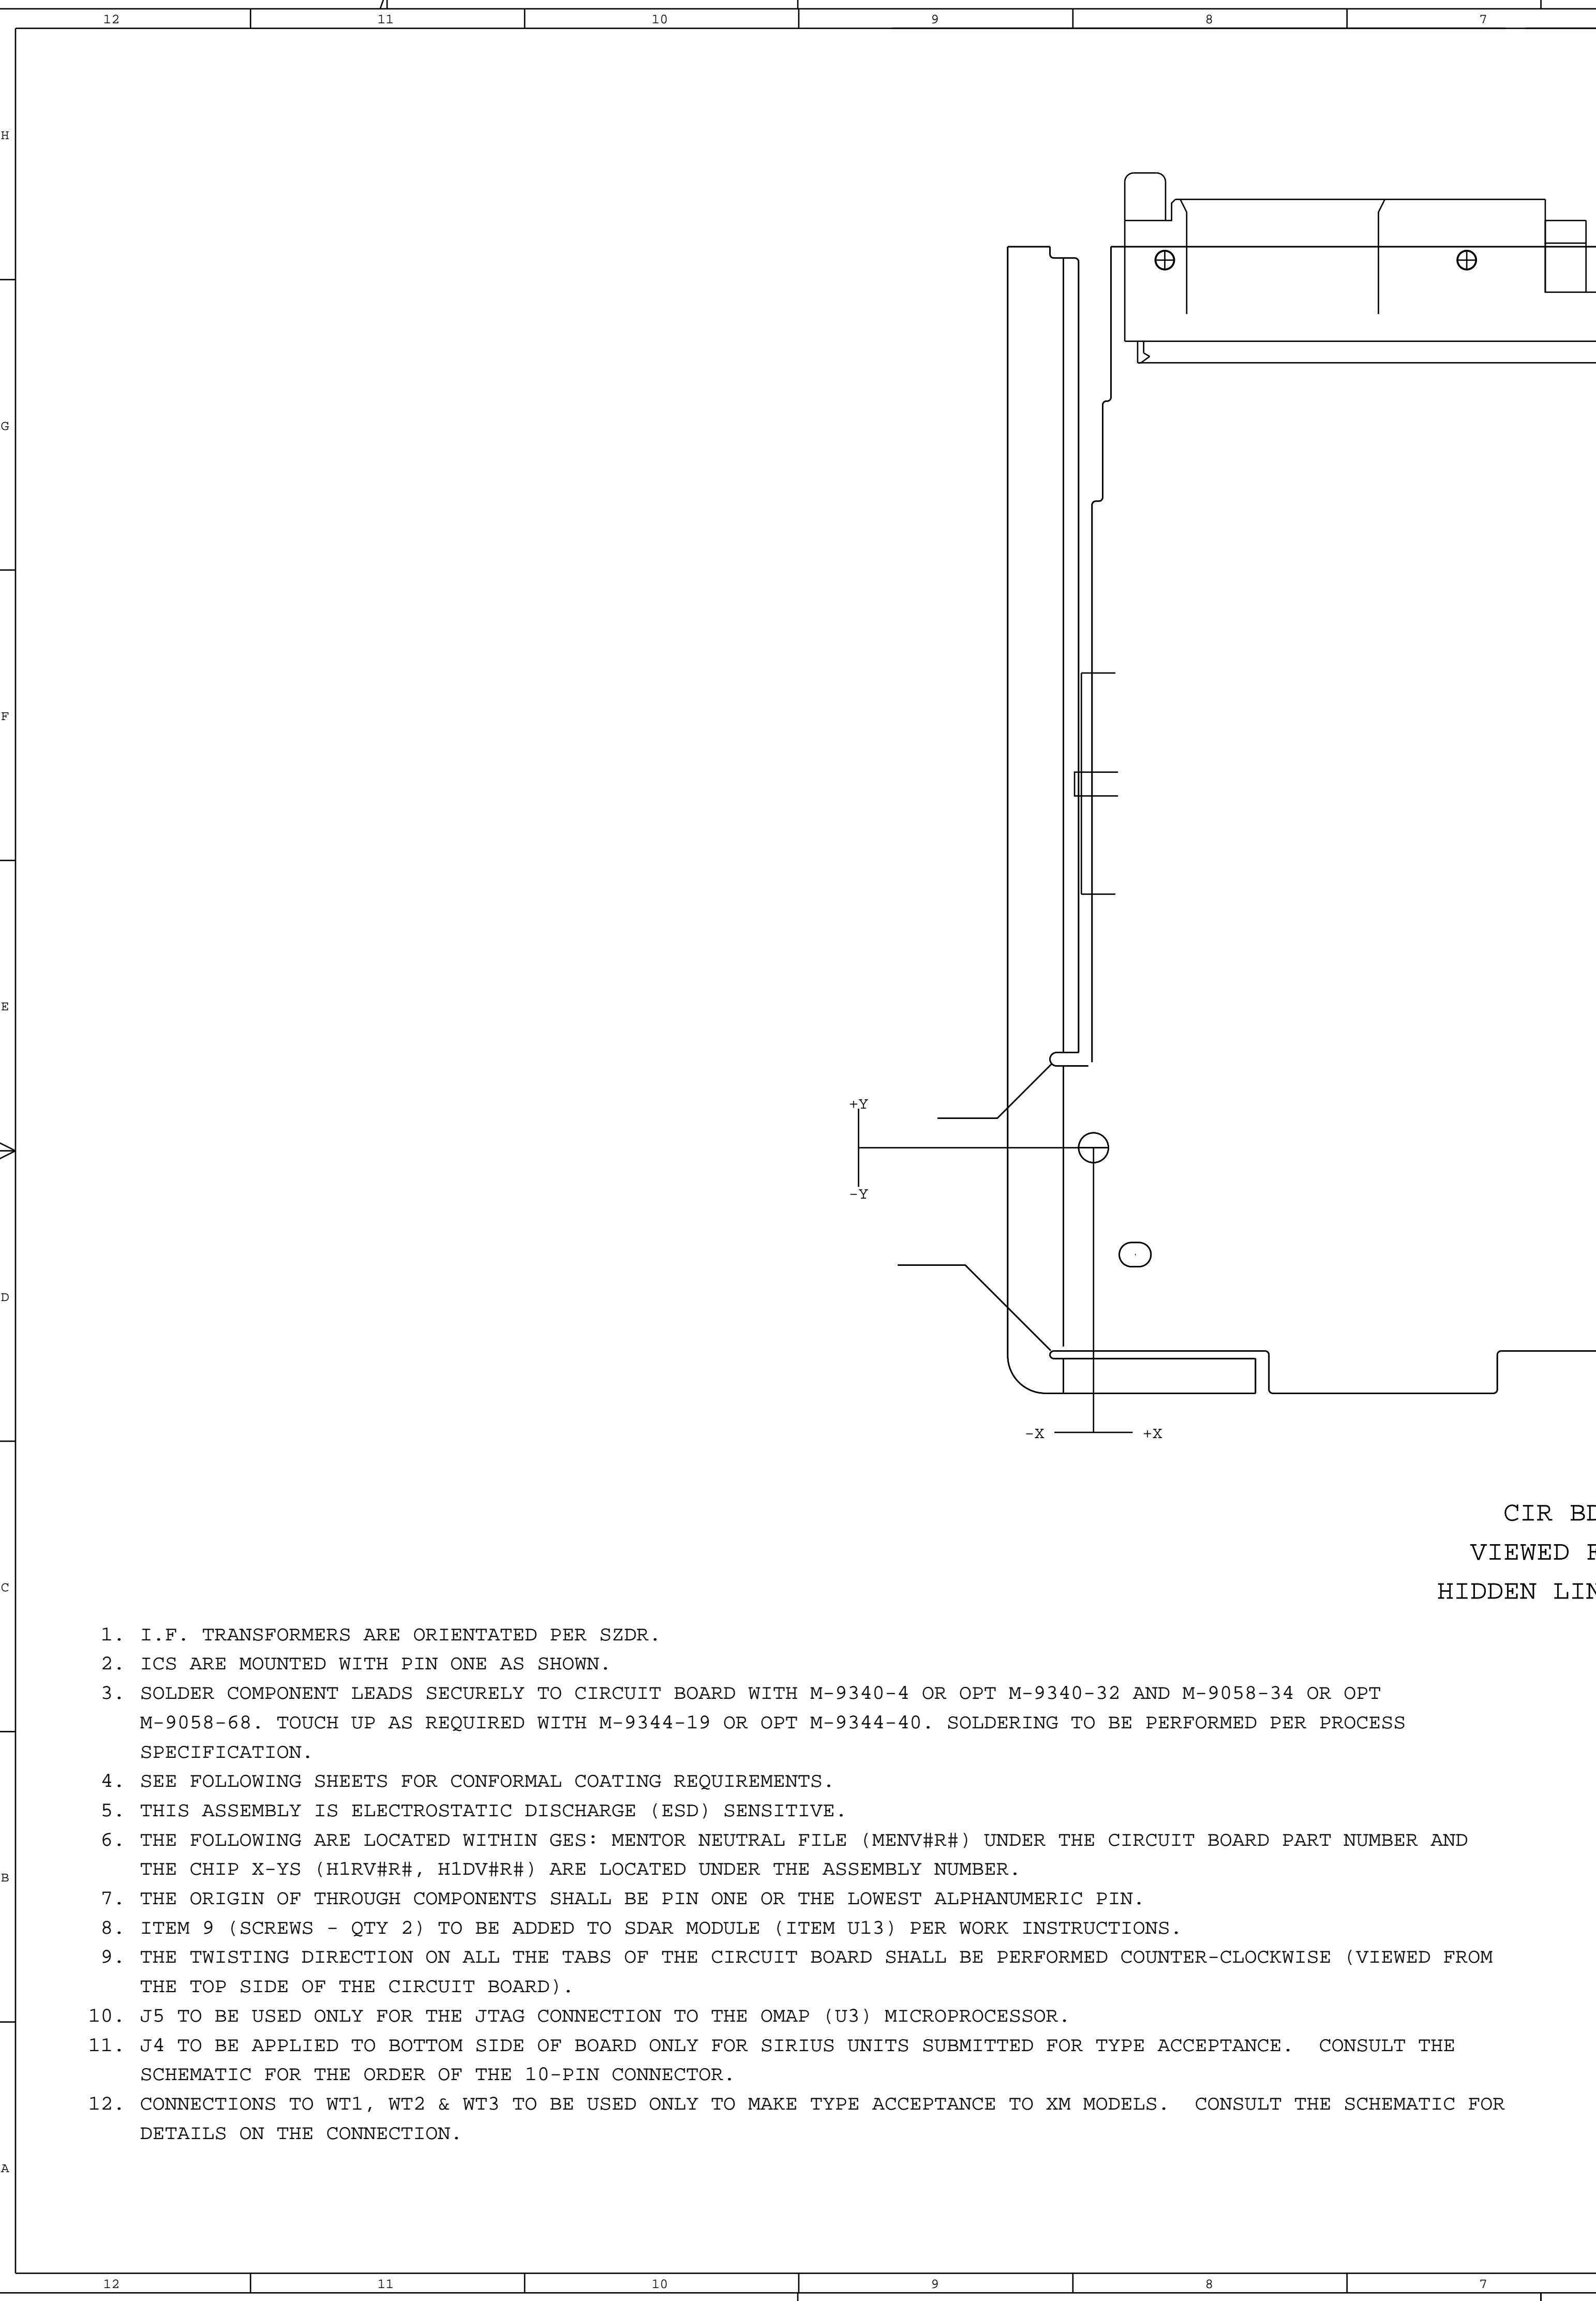 12 11 10 9 8 7
H
G
F
E
+Y
-Y
D
-X +X
CIR BD
VIEWED
C
HIDDEN LIN
1. I.F. TRANSFORMERS ARE ORIENTATED PER SZDR.
2. ICS ARE MOUNTED WITH PIN ONE AS SHOWN.
3. SOLDER COMPONENT LEADS SECURELY TO CIRCUIT BOARD WITH M-9340-4 OR OPT M-9340-32 AND M-9058-34 OR OPT
M-9058-68. TOUCH UP AS REQUIRED WITH M-9344-19 OR OPT M-9344-40. SOLDERING TO BE PERFORMED PER PROCESS
SPECIFICATION.
4. SEE FOLLOWING SHEETS FOR CONFORMAL COATING REQUIREMENTS.
5. THIS ASSEMBLY IS ELECTROSTATIC DISCHARGE (ESD) SENSITIVE.
6. THE FOLLOWING ARE LOCATED WITHIN GES: MENTOR NEUTRAL FILE (MENV#R#) UNDER THE CIRCUIT BOARD PART NUMBER AND
B
THE CHIP X-YS (H1RV#R#, H1DV#R#) ARE LOCATED UNDER THE ASSEMBLY NUMBER.
7. THE ORIGIN OF THROUGH COMPONENTS SHALL BE PIN ONE OR THE LOWEST ALPHANUMERIC PIN.
8. ITEM 9 (SCREWS - QTY 2) TO BE ADDED TO SDAR MODULE (ITEM U13) PER WORK INSTRUCTIONS.
9. THE TWISTING DIRECTION ON ALL THE TABS OF THE CIRCUIT BOARD SHALL BE PERFORMED COUNTER-CLOCKWISE (VIEWED FROM
THE TOP SIDE OF THE CIRCUIT BOARD).
10. J5 TO BE USED ONLY FOR THE JTAG CONNECTION TO THE OMAP (U3) MICROPROCESSOR.
11. J4 TO BE APPLIED TO BOTTOM SIDE OF BOARD ONLY FOR SIRIUS UNITS SUBMITTED FOR TYPE ACCEPTANCE. CONSULT THE
SCHEMATIC FOR THE ORDER OF THE 10-PIN CONNECTOR.
12. CONNECTIONS TO WT1, WT2 & WT3 TO BE USED ONLY TO MAKE TYPE ACCEPTANCE TO XM MODELS. CONSULT THE SCHEMATIC FOR
DETAILS ON THE CONNECTION.
A
12 11 10 9 8 7